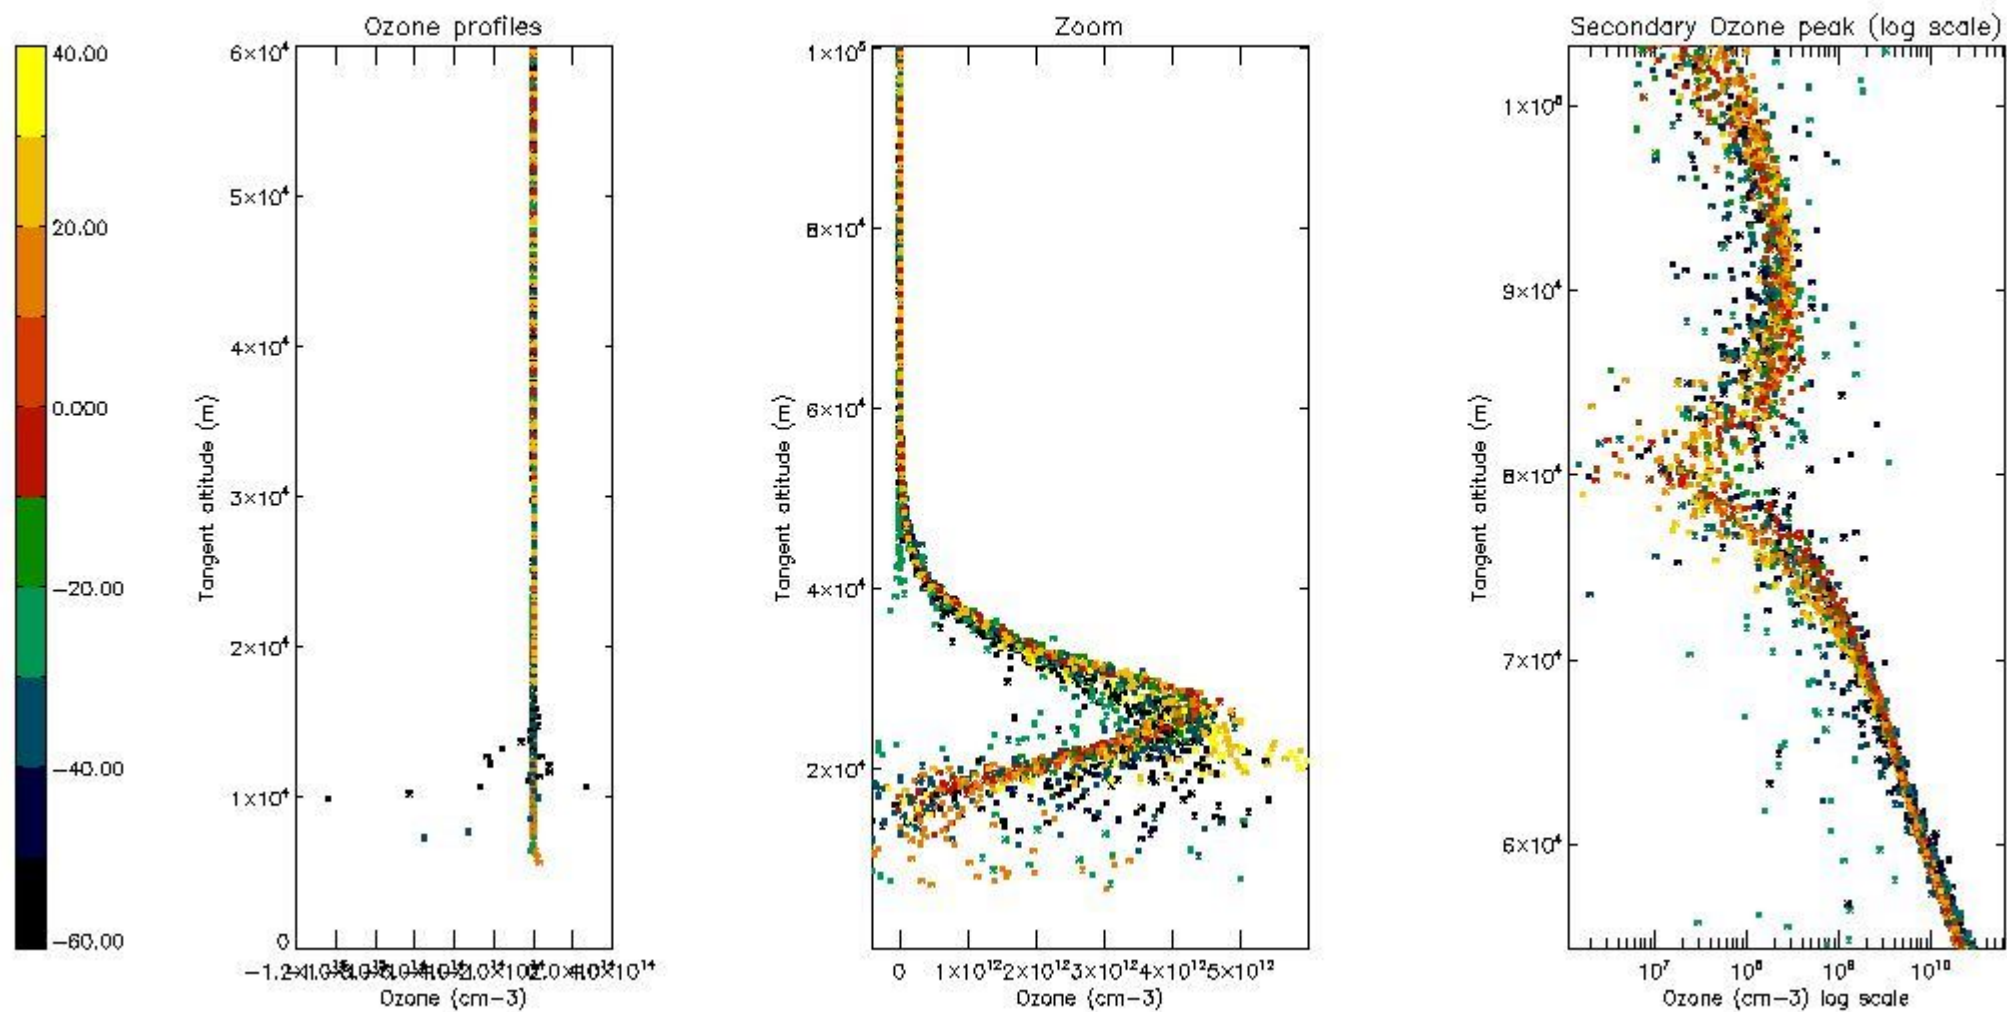 Ozone profiles
Zoom
Secondary Ozone peak (log scale)
40.00
20.00
0.000
-20.00
-40.00
-60.00
6×10⁴
5×10⁴
4×10⁴
3×10⁴
2×10⁴
1×10⁴
0
Tangent altitude (m)
Ozone (cm-3)
1×10⁵
8×10⁴
6×10⁴
4×10⁴
2×10⁴
Tangent altitude (m)
0 1×10¹² 2×10¹² 3×10¹² 4×10¹² 5×10¹²
Ozone (cm-3)
9×10⁴
8×10⁴
7×10⁴
6×10⁴
Tangent altitude (m)
10⁷ 10⁸ 10⁹ 10¹⁰
Ozone (cm-3) log scale